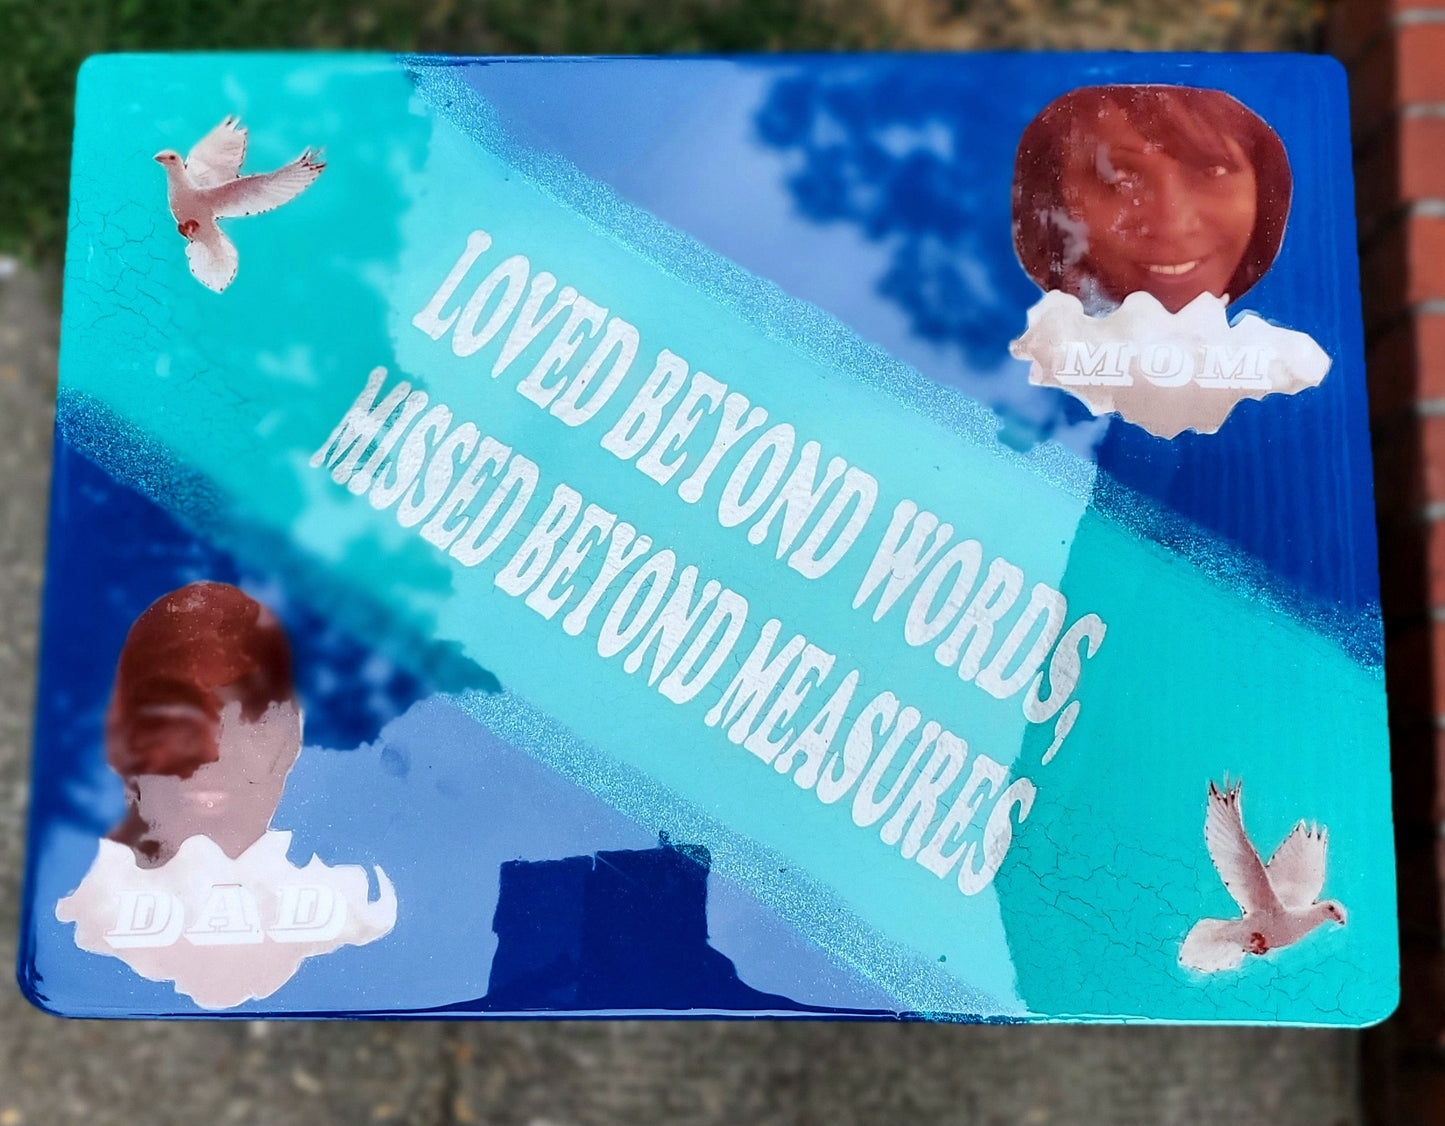 MOM
LOVED BEYOND WORDS,
MISSED BEYOND MEASURES
DAD